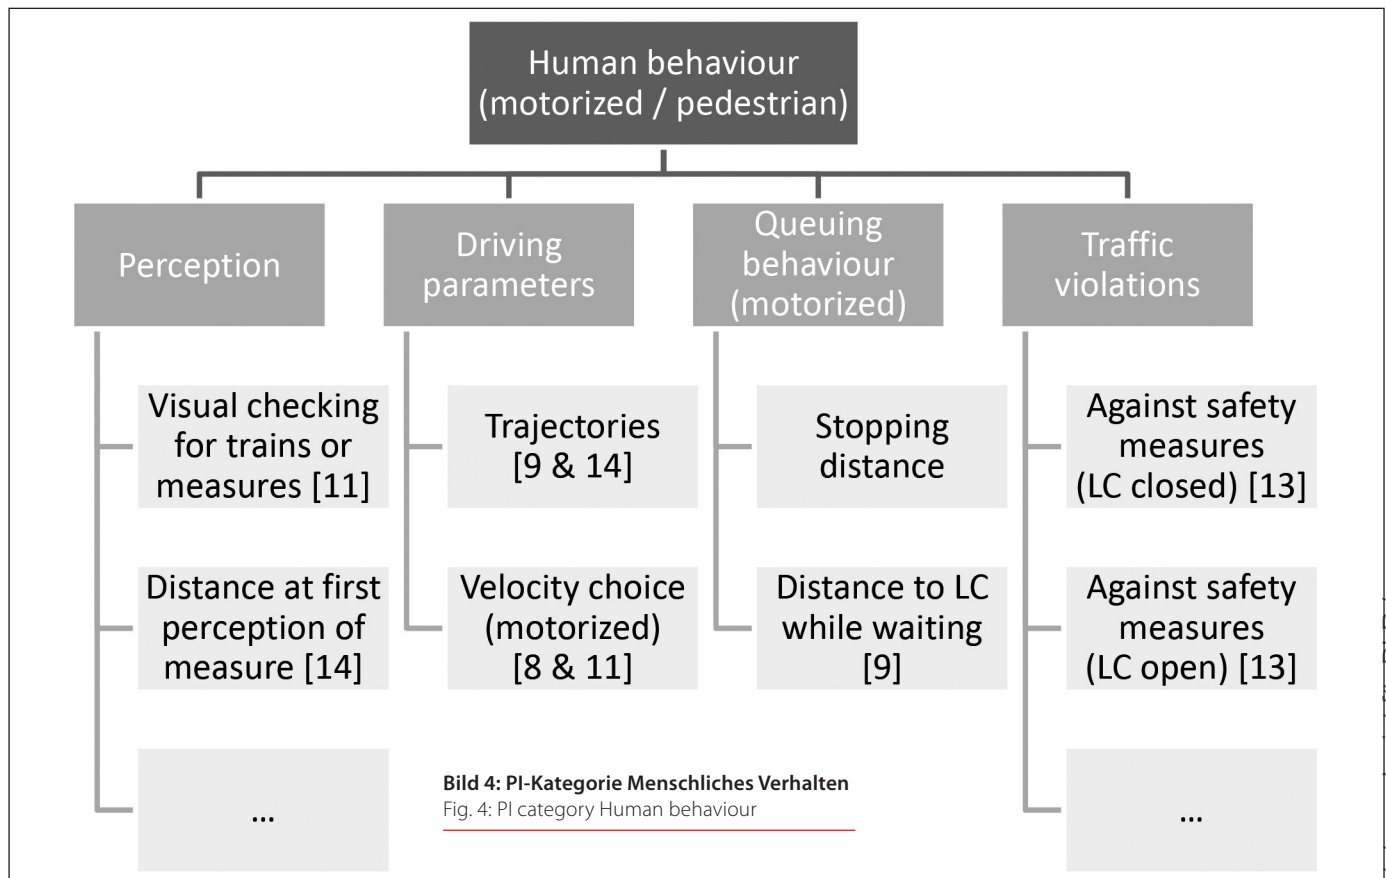 Human behaviour
(motorized / pedestrian)
Perception
Driving
parameters
Queuing
behaviour
(motorized)
Traffic
violations
Visual checking
for trains or
measures [11]
Distance at first
perception of
measure [14]
...
Trajectories
[9 & 14]
Velocity choice
(motorized)
[8 & 11]
Stopping
distance
Distance to LC
while waiting
[9]
Against safety
measures
(LC closed) [13]
Against safety
measures
(LC open) [13]
...
Bild 4: PI-Kategorie Menschliches Verhalten
Fig. 4: PI category Human behaviour